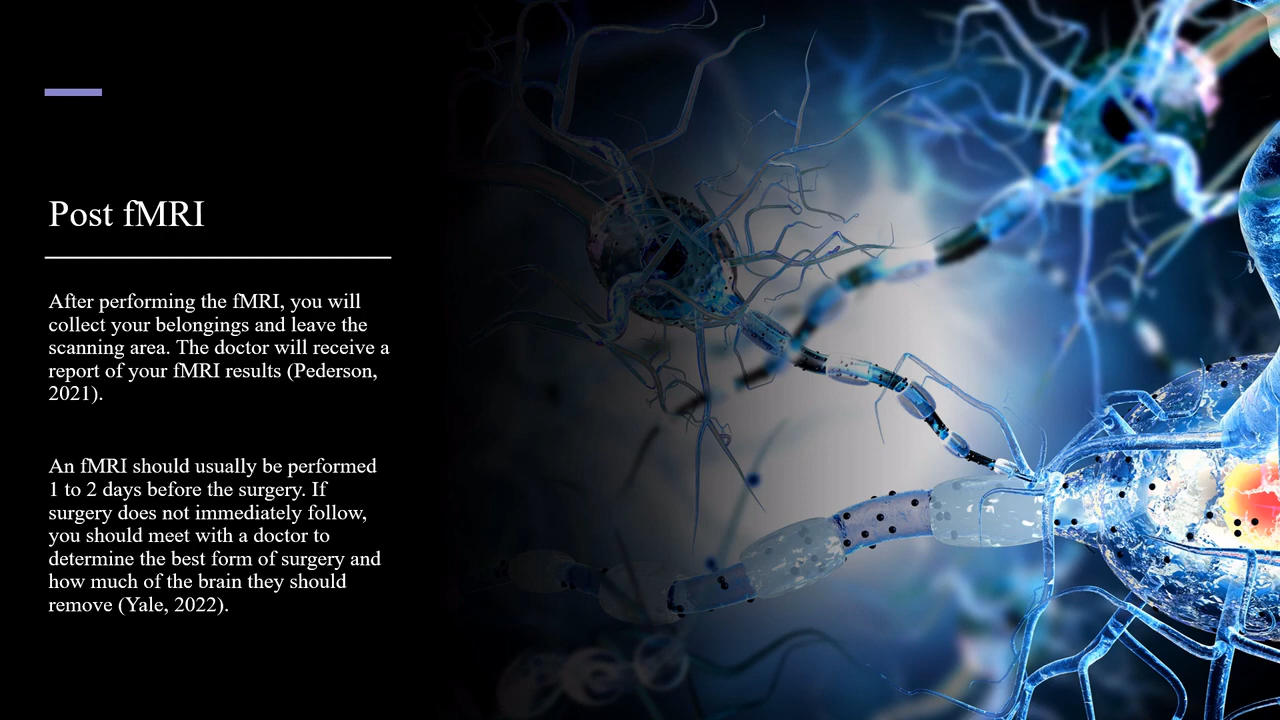 Post fMRI
After performing the fMRI, you will
collect your belongings and leave the
scanning area. The doctor will receive a
report of your fMRI results (Pederson,
2021).
An fMRI should usually be performed
1 to 2 days before the surgery. If
surgery does not immediately follow,
you should meet with a doctor to
determine the best form of surgery and
how much of the brain they should
remove (Yale, 2022).